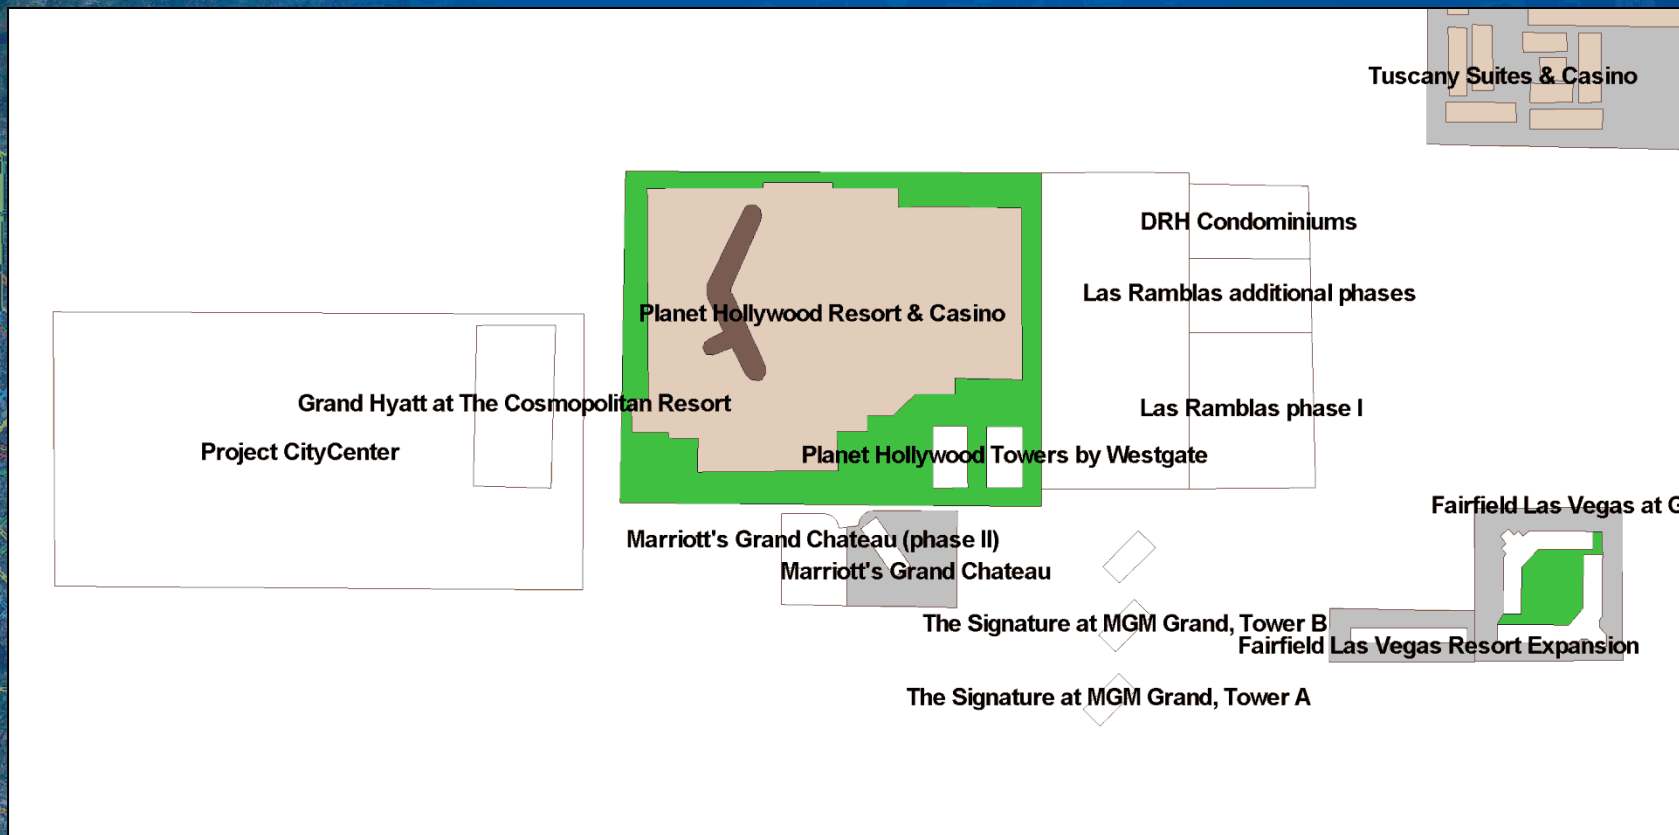 Tuscany Suites & Casino
DRH Condominiums
Las Ramblas additional phases
Planet Hollywood Resort & Casino
Grand Hyatt at The Cosmopolitan Resort
Las Ramblas phase I
Project CityCenter
Planet Hollywood Towers by Westgate
Fairfield Las Vegas at G
Marriott's Grand Chateau (phase II)
Marriott's Grand Chateau
The Signature at MGM Grand, Tower B
Fairfield Las Vegas Resort Expansion
The Signature at MGM Grand, Tower A